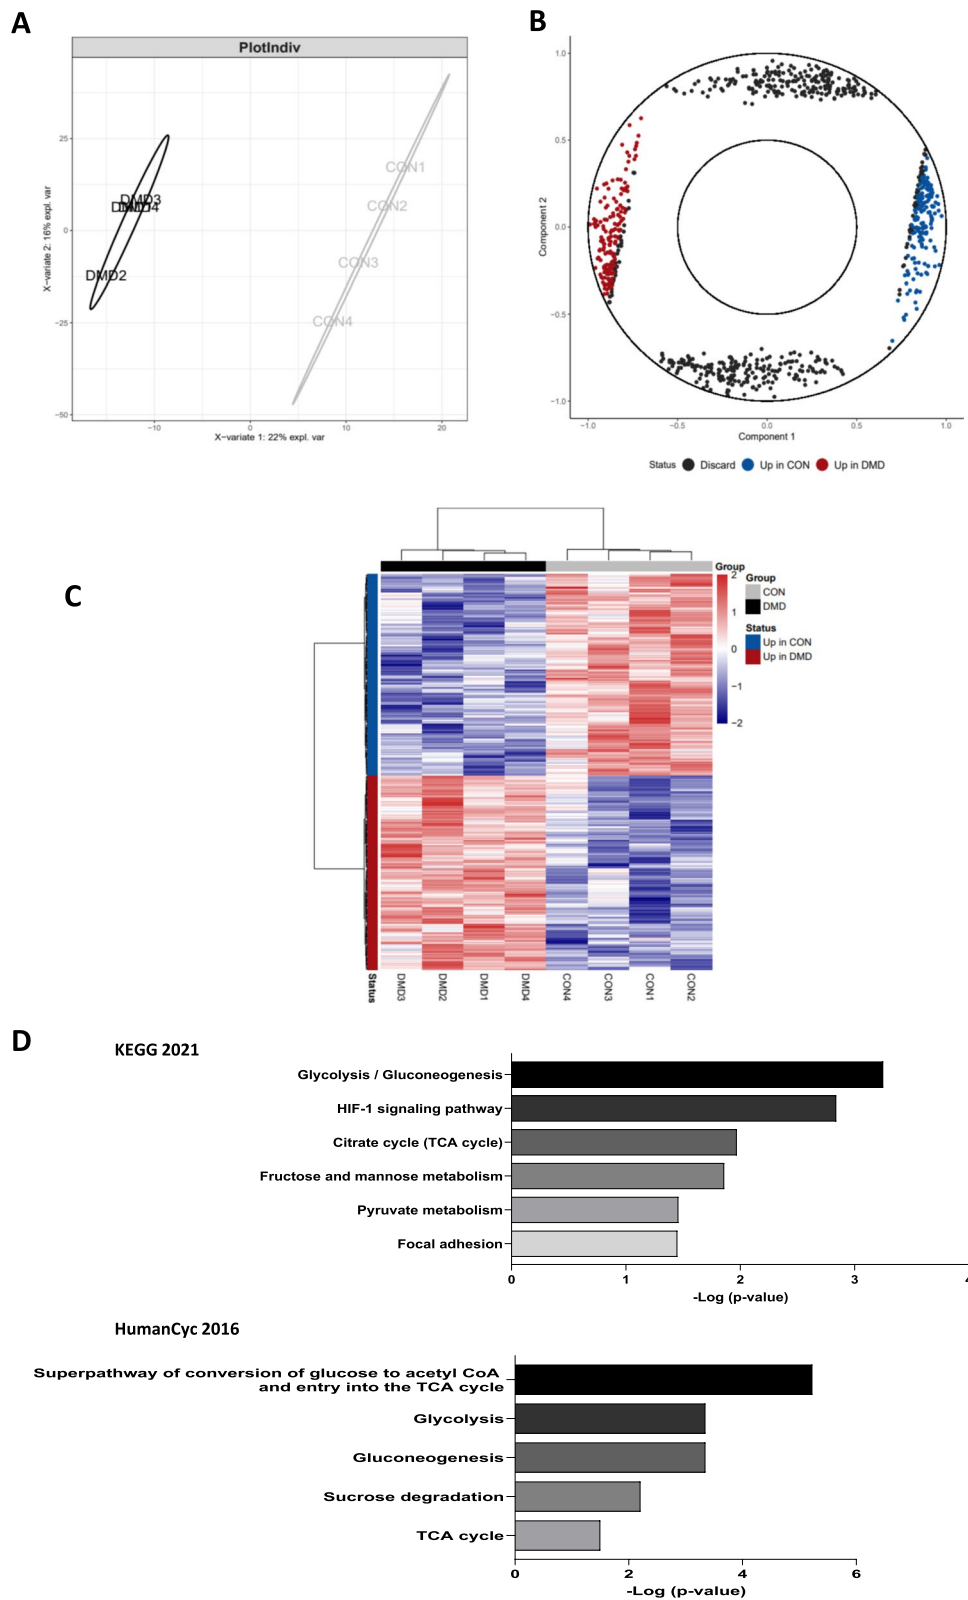 A
PlotIndiv
25
0
−25
−50
X−variate 2: 16% expl. var
DMD3
DMD4
DMD2
CON1
CON2
CON3
CON4
−10
0
10
20
X−variate 1: 22% expl. var
B
1.0
0.5
0.0
−0.5
−1.0
Component 2
−1.0
−0.5
0.0
0.5
1.0
Component 1
Status
Discard
Up in CON
Up in DMD
C
Group
2
1
0
−1
−2
Group
CON
DMD
Status
Up in CON
Up in DMD
Status
DMD3
DMD2
DMD1
DMD4
CON4
CON3
CON1
CON2
D
KEGG 2021
Glycolysis / Gluconeogenesis
HIF-1 signaling pathway
Citrate cycle (TCA cycle)
Fructose and mannose metabolism
Pyruvate metabolism
Focal adhesion
0
1
2
3
4
-Log (p-value)
HumanCyc 2016
Superpathway of conversion of glucose to acetyl CoA
and entry into the TCA cycle
Glycolysis
Gluconeogenesis
Sucrose degradation
TCA cycle
0
2
4
6
-Log (p-value)